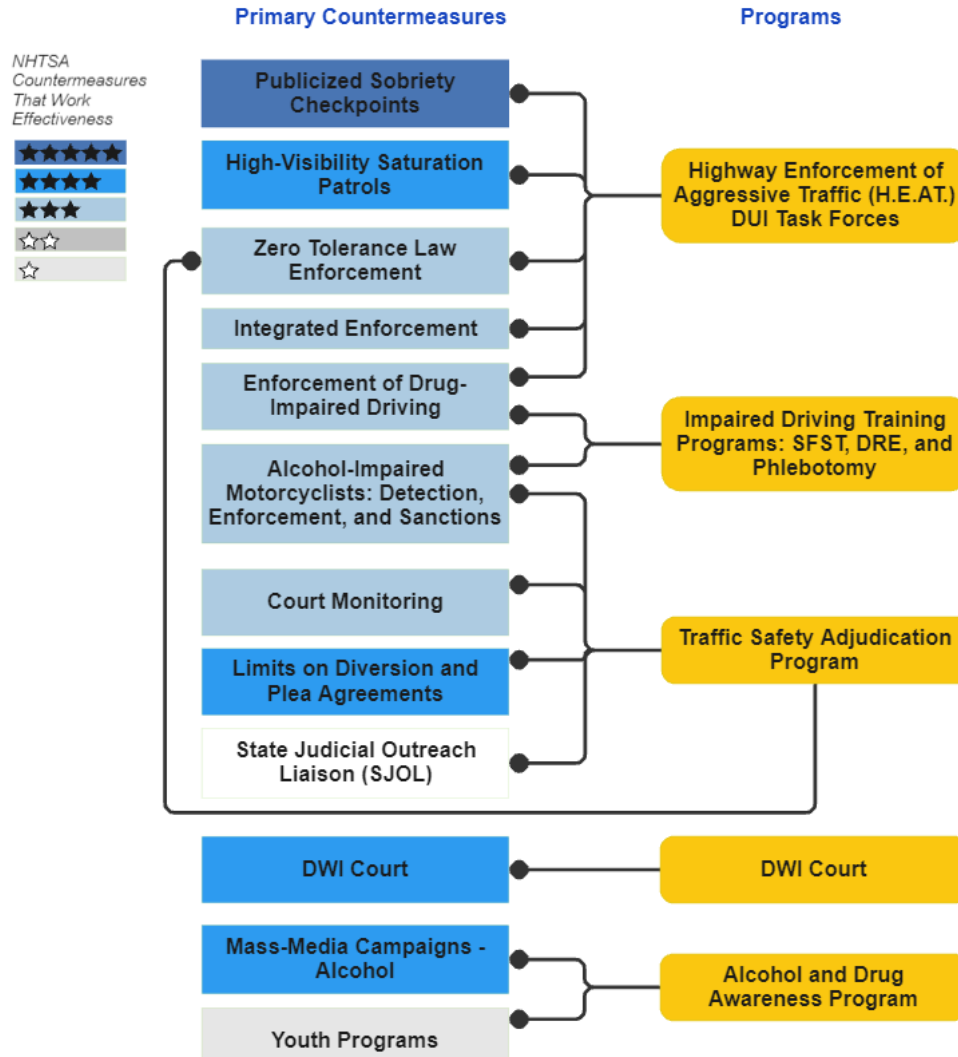 Primary Countermeasures
Programs
NHTSA
Countermeasures
That Work
Effectiveness
Publicized Sobriety
Checkpoints
High-Visibility Saturation
Patrols
Zero Tolerance Law
Enforcement
Integrated Enforcement
Enforcement of Drug-
Impaired Driving
Alcohol-Impaired
Motorcyclists: Detection,
Enforcement, and Sanctions
Court Monitoring
Limits on Diversion and
Plea Agreements
State Judicial Outreach
Liaison (SJOL)
DWI Court
Mass-Media Campaigns -
Alcohol
Youth Programs
Highway Enforcement of
Aggressive Traffic (H.E.A.T.)
DUI Task Forces
Impaired Driving Training
Programs: SFST, DRE, and
Phlebotomy
Traffic Safety Adjudication
Program
DWI Court
Alcohol and Drug
Awareness Program